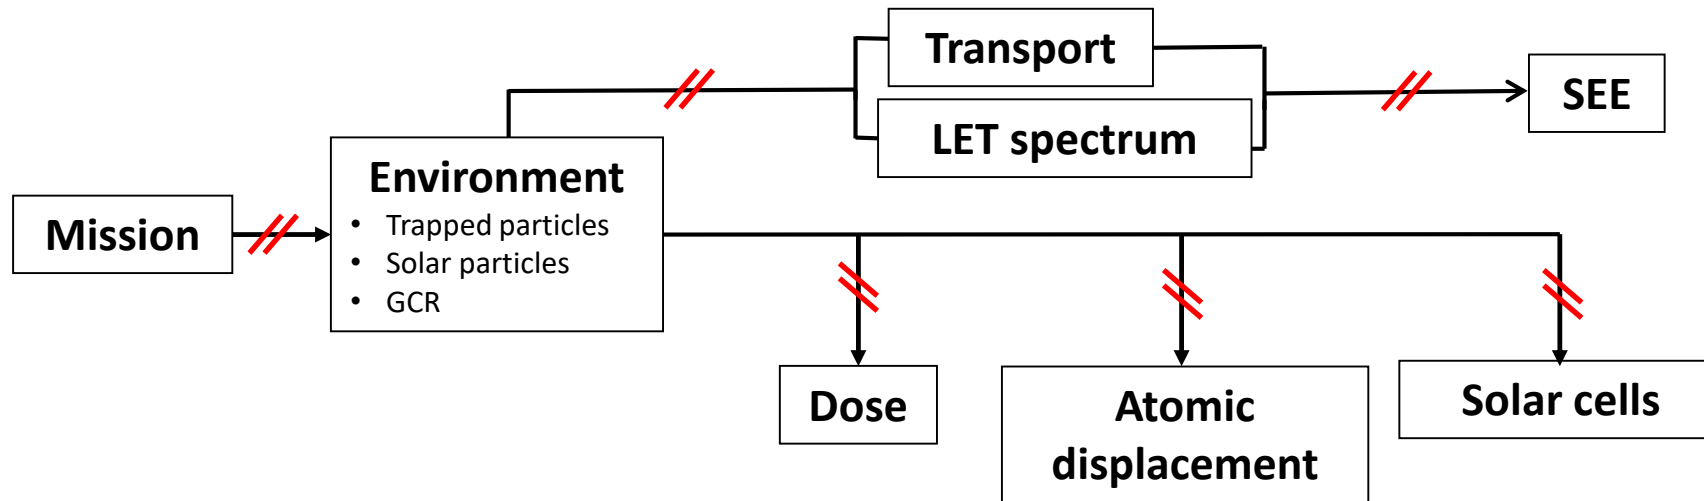 Transport
LET spectrum
SEE
Environment
• Trapped particles
• Solar particles
• GCR
Mission
Dose
Atomic
displacement
Solar cells